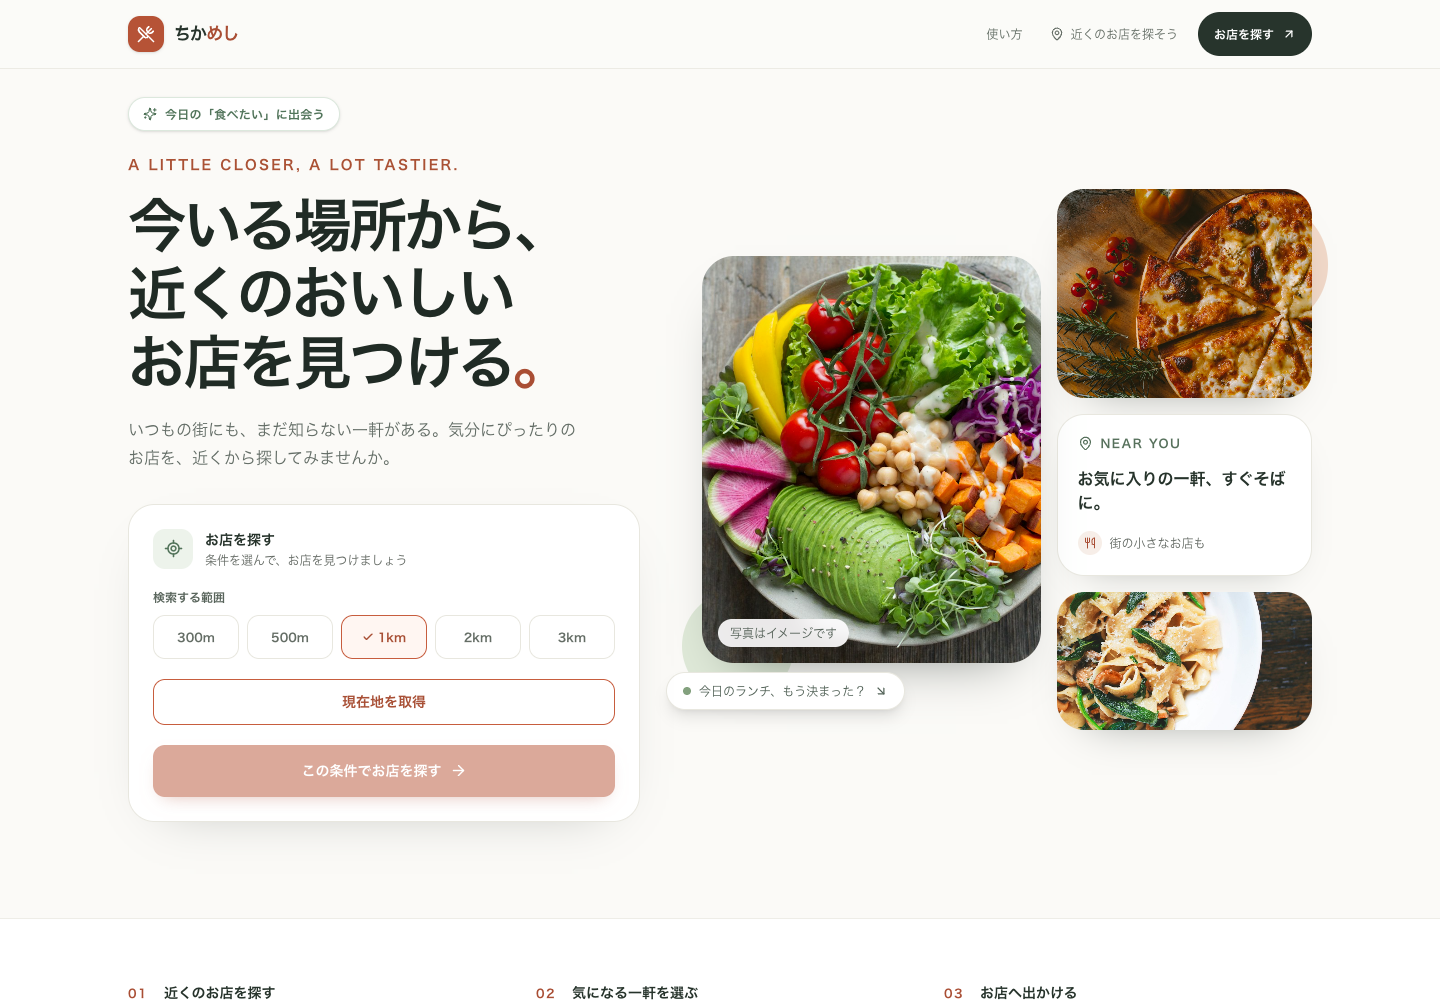 ちかめし
使い方
近くのお店を探そう
お店を探す
今日の「食べたい」に出会う
A LITTLE CLOSER, A LOT TASTIER.
今いる場所から、
近くのおいしい
お店を見つける。
いつもの街にも、まだ知らない一軒がある。気分にぴったりの
お店を、近くから探してみませんか。
お店を探す
条件を選んで、お店を見つけましょう
検索する範囲
300m
500m
1km
2km
3km
現在地を取得
この条件でお店を探す
写真はイメージです
今日のランチ、もう決まった？
NEAR YOU
お気に入りの一軒、すぐそば
に。
街の小さなお店も
01 近くのお店を探す
02 気になる一軒を選ぶ
03 お店へ出かける